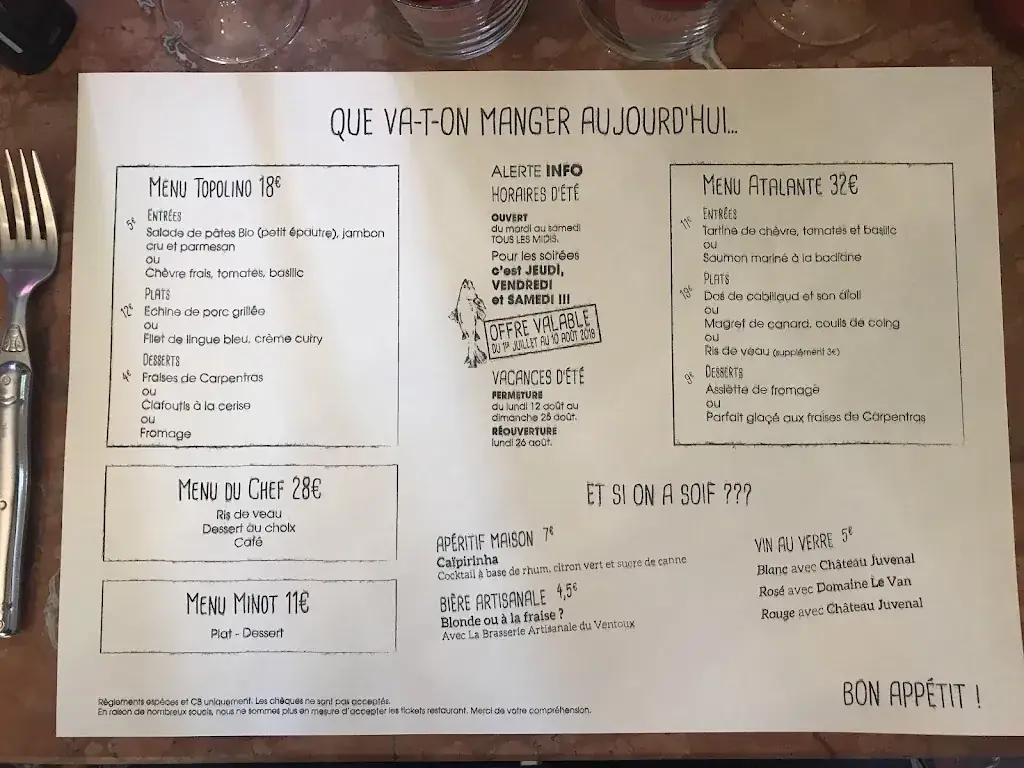 QUE VA-T-ON MANGER AUJOURD'HUI...
MENU TOPOLINO 18€
ENTRÉES
5€
Salade de pâtes Bio (petit épautre), jambon
cru et parmesan
ou
Chèvre frais, tomates, basilic
PLATS
12€
Echine de porc grillée
ou
Filet de lingue bleu, crème curry
DESSERTS
4€
Fraises de Carpentras
ou
Clafoutis à la cerise
ou
Fromage
MENU DU CHEF 28€
Ris de veau
Dessert au choix
Café
MENU MINOT 11€
Plat - Dessert
ALERTE INFO
HORAIRES D'ÉTÉ
OUVERT
du mardi au samedi
TOUS LES MIDIS.
Pour les soirées
c'est JEUDI,
VENDREDI
et SAMEDI !!!
OFFRE VALABLE
DU 1ER JUILLET AU 10 AOÛT 2018
VACANCES D'ÉTÉ
FERMETURE
du lundi 12 août au
dimanche 25 août.
RÉOUVERTURE
lundi 26 août.
MENU ATALANTE 32€
ENTRÉES
11€
Tartine de chèvre, tomates et basilic
ou
Saumon mariné à la badiane
PLATS
19€
Dos de cabillaud et son aïoli
ou
Magret de canard, coulis de coing
ou
Ris de veau (supplément 3€)
DESSERTS
9€
Assiette de fromage
ou
Parfait glaçé aux fraises de Carpentras
ET SI ON A SOIF ???
APÉRITIF MAISON 7€
Caïpirinha
Cocktail à base de rhum, citron vert et sucre de canne
BIÈRE ARTISANALE 4,5€
Blonde ou à la fraise ?
Avec La Brasserie Artisanale du Ventoux
VIN AU VERRE 5€
Blanc avec Château Juvenal
Rosé avec Domaine Le Van
Rouge avec Château Juvenal
Règlements espèces et CB uniquement. Les chèques ne sont pas acceptés.
En raison de nombreux soucis, nous ne sommes plus en mesure d'accepter les tickets restaurant. Merci de votre compréhension.
BON APPÉTIT !